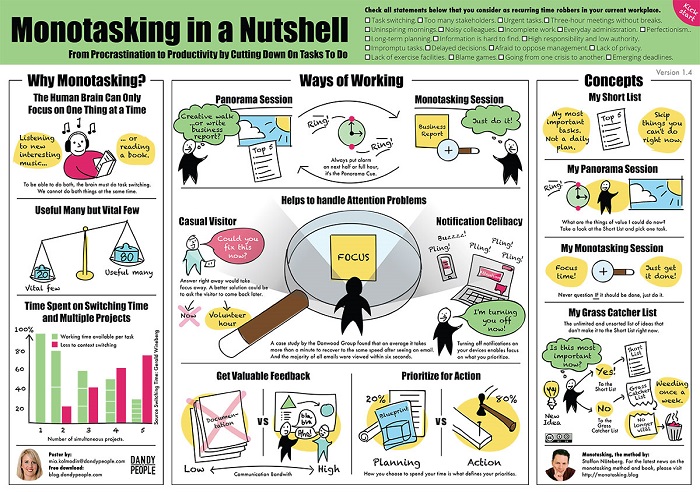 Monotasking in a Nutshell
From Procrastination to Productivity by Cutting Down On Tasks To Do
Check all statements below that you consider as recurring time robbers in your current workplace.
Task switching. Too many stakeholders. Urgent tasks. Three-hour meetings without breaks.
Uninspiring mornings. Noisy colleagues. Incomplete work. Everyday administration. Perfectionism.
Long-term planning. Information is hard to find. High responsibility and low authority.
Impromptu tasks. Delayed decisions. Afraid to oppose management. Lack of privacy.
Lack of exercise facilities. Blame games. Going from one crisis to another. Emerging deadlines.
Kick
start
Version 1.4
Why Monotasking?
The Human Brain Can Only
Focus on One Thing at a Time
Listening
to new
interesting
music...
... or
reading
a book.
To be able to do both, the brain must do task switching.
We cannot do both things at the same time.
Useful Many but Vital Few
20
80
Vital few
Useful many
Time Spent on Switching Time
and Multiple Projects
100%
80
60
40
20
Working time available per task
Loss to context switching
1 2 3 4 5
Number of simultaneous projects.
Source Switching Time: Gerald Weinberg
Poster by:
mia.kolmodin@dandypeople.com
Free download:
blog.dandypeople.com
DANDY
PEOPLE
Ways of Working
Panorama Session
Creative walk
or write
business
report?
Top 5
Ring!
Ring!
Always put alarm
on next half or full hour,
it's the Panorama Cue.
Monotasking Session
Business
Report
Just do it!
Helps to handle Attention Problems
Casual Visitor
Could you
fix this
now?
Answer right away would take
focus away. A better solution could be
to ask the visitor to come back later.
Now
Volunteer
hour
FOCUS
A case study by the Danwood Group found that on average it takes
more than a minute to recover to the same speed after seeing an email.
And the majority of all emails were viewed within six seconds.
Notification Celibacy
Buzzzz!
Pling!
Pling!
Pling!
Pling!
I'm turning
you off
now!
Turning off notifications on
your devices enables focus
on what you prioritize.
Get Valuable Feedback
Documen-
tation
VS
bla,
bla
Aha!
Low
Communication Bandwith
High
Prioritize for Action
20%
Blueprint
VS
80%
Planning
Action
How you choose to spend your time is what defines your priorities.
Concepts
My Short List
My most
important
tasks.
Not a daily
plan.
Top 5
Skip
things you
can't do
right now.
My Panorama Session
Ring!
What are the things of value I could do now?
Take a look at the Short List and pick one task.
My Monotasking Session
Focus
time!
Just get
it done!
Never question if it should be done, just do it.
My Grass Catcher List
The unlimited and unsorted list of ideas that
don't make it to the Short List right now.
Is this most
important
now?
Yes!
To the
Short List
Short
List
New
Idea
NO
To the
Grass
Catcher List
Grass
Catcher
List
Needing
once a
week.
No
longer
valid
Monotasking, the method by:
Staffan Nöteberg. For the latest news on the
monotasking method and book, please visit
http://monotasking.blog